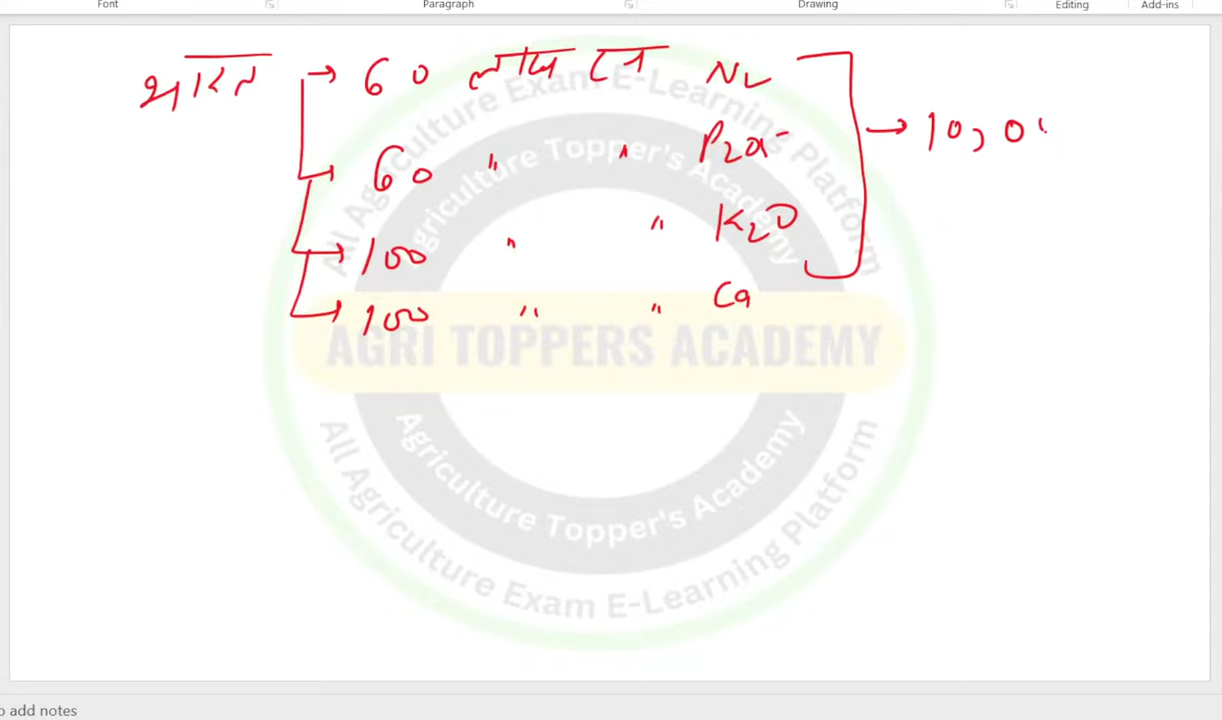 Font Paragraph Drawing Editing Add-ins
भारत → 60 लाख टन N₂
→ 60 " " P2O5
→ 100 " " K2O
→ 100 " " Ca
→ 10, 0
All Agriculture Exam E-Learning Platform
Agriculture Topper's Academy
AGRI TOPPERS ACADEMY
Agriculture Topper's Academy
All Agriculture Exam E-Learning Platform
o add notes